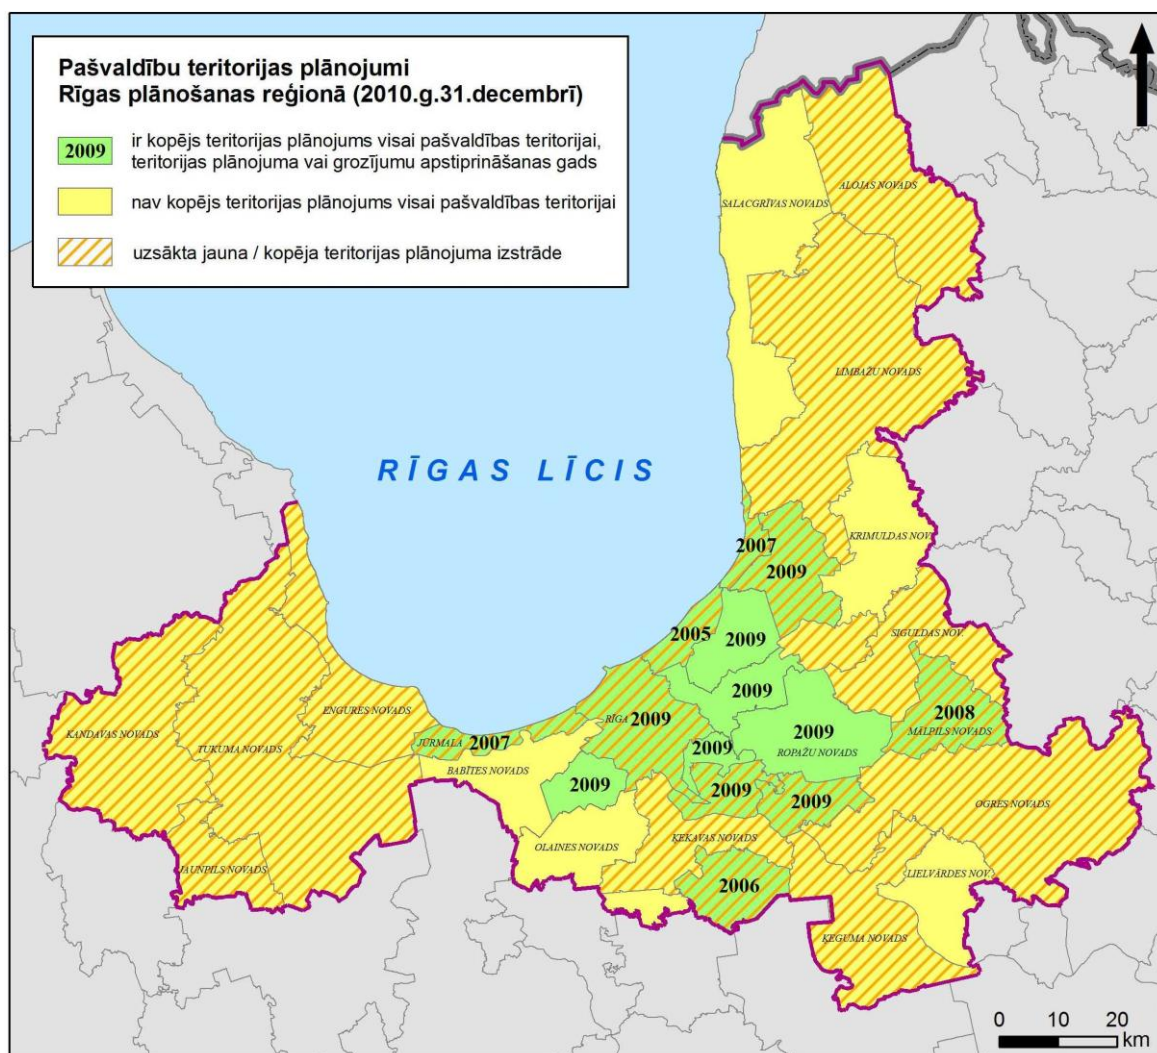 Pašvaldību teritorijas plānojumi
Rīgas plānošanas reģionā (2010.g.31.decembrī)
2009
ir kopējs teritorijas plānojums visai pašvaldības teritorijai,
teritorijas plānojuma vai grozījumu apstiprināšanas gads
nav kopējs teritorijas plānojums visai pašvaldības teritorijai
uzsākta jauna / kopēja teritorijas plānojuma izstrāde
ALOJAS NOVADS
SALACGRĪVAS NOVADS
LIMBAŽU NOVADS
RĪGAS LĪCIS
KRIMULDAS NOV.
2007
2009
SIGULDAS NOV.
2005
2009
2009
ENGURES NOVADS
RĪGA
2009
2008
MĀLPILS NOVADS
KANDAVAS NOVADS
TUKUMA NOVADS
JŪRMALA
2007
2009
2009
ROPAŽU NOVADS
BABĪTES NOVADS
2009
2009
2009
OGRES NOVADS
ĶEKAVAS NOVADS
OLAINES NOVADS
JAUNPILS NOVADS
LIELVĀRDES NOV.
2006
ĶEGUMA NOVADS
0 10 20
km